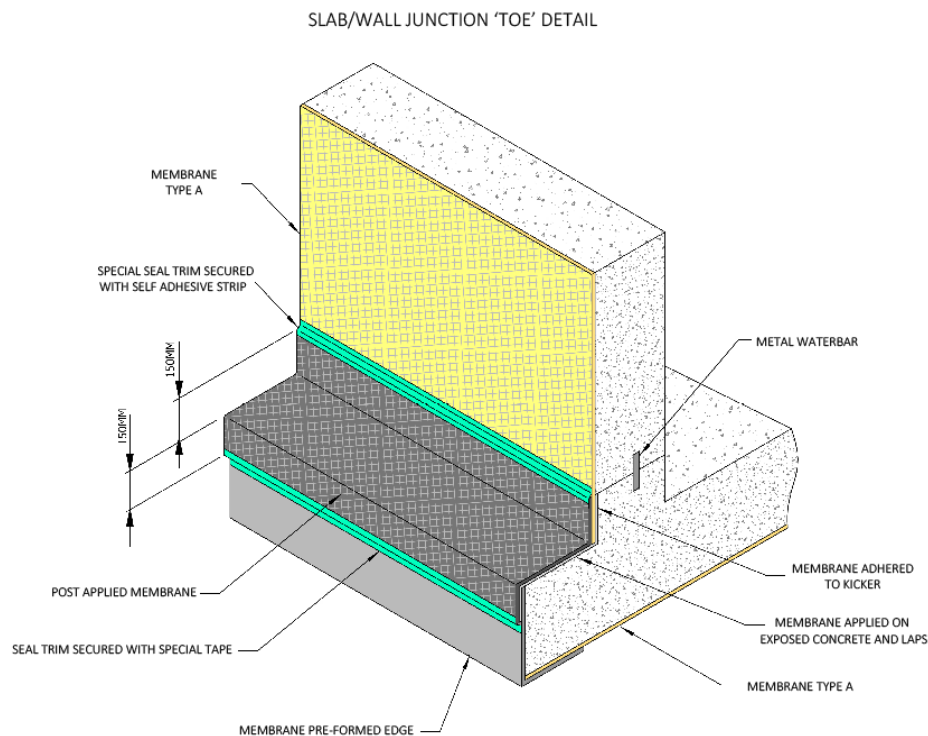 SLAB/WALL JUNCTION ‘TOE’ DETAIL
MEMBRANE
TYPE A
SPECIAL SEAL TRIM SECURED
WITH SELF ADHESIVE STRIP
150MM
150MM
METAL WATERBAR
POST APPLIED MEMBRANE
MEMBRANE ADHERED
TO KICKER
SEAL TRIM SECURED WITH SPECIAL TAPE
MEMBRANE APPLIED ON
EXPOSED CONCRETE AND LAPS
MEMBRANE TYPE A
MEMBRANE PRE-FORMED EDGE